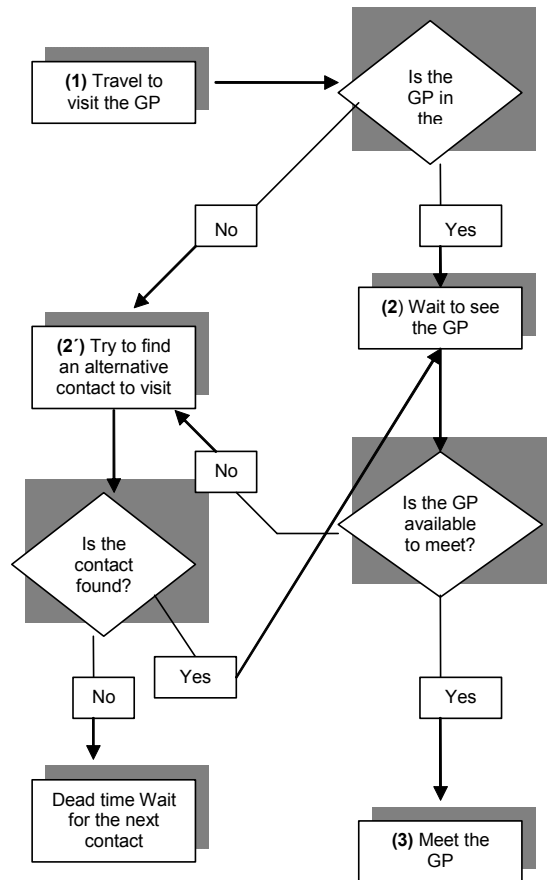 (1) Travel to
visit the GP
Is the
GP in
the
No
Yes
(2) Wait to see
the GP
(2´) Try to find
an alternative
contact to visit
No
Is the GP
available
to meet?
Is the
contact
found?
Yes
No
Yes
Dead time Wait
for the next
contact
(3) Meet the
GP